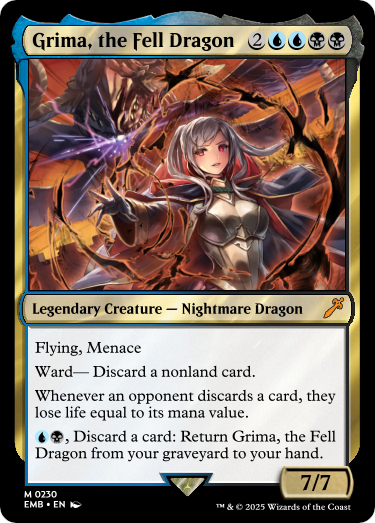 Grima, the Fell Dragon 2
Legendary Creature — Nightmare Dragon
Flying, Menace
Ward— Discard a nonland card.
Whenever an opponent discards a card, they
lose life equal to its mana value.
, Discard a card: Return Grima, the Fell
Dragon from your graveyard to your hand.
7/7
M 0230
EMB • EN
™ & © 2025 Wizards of the Coast